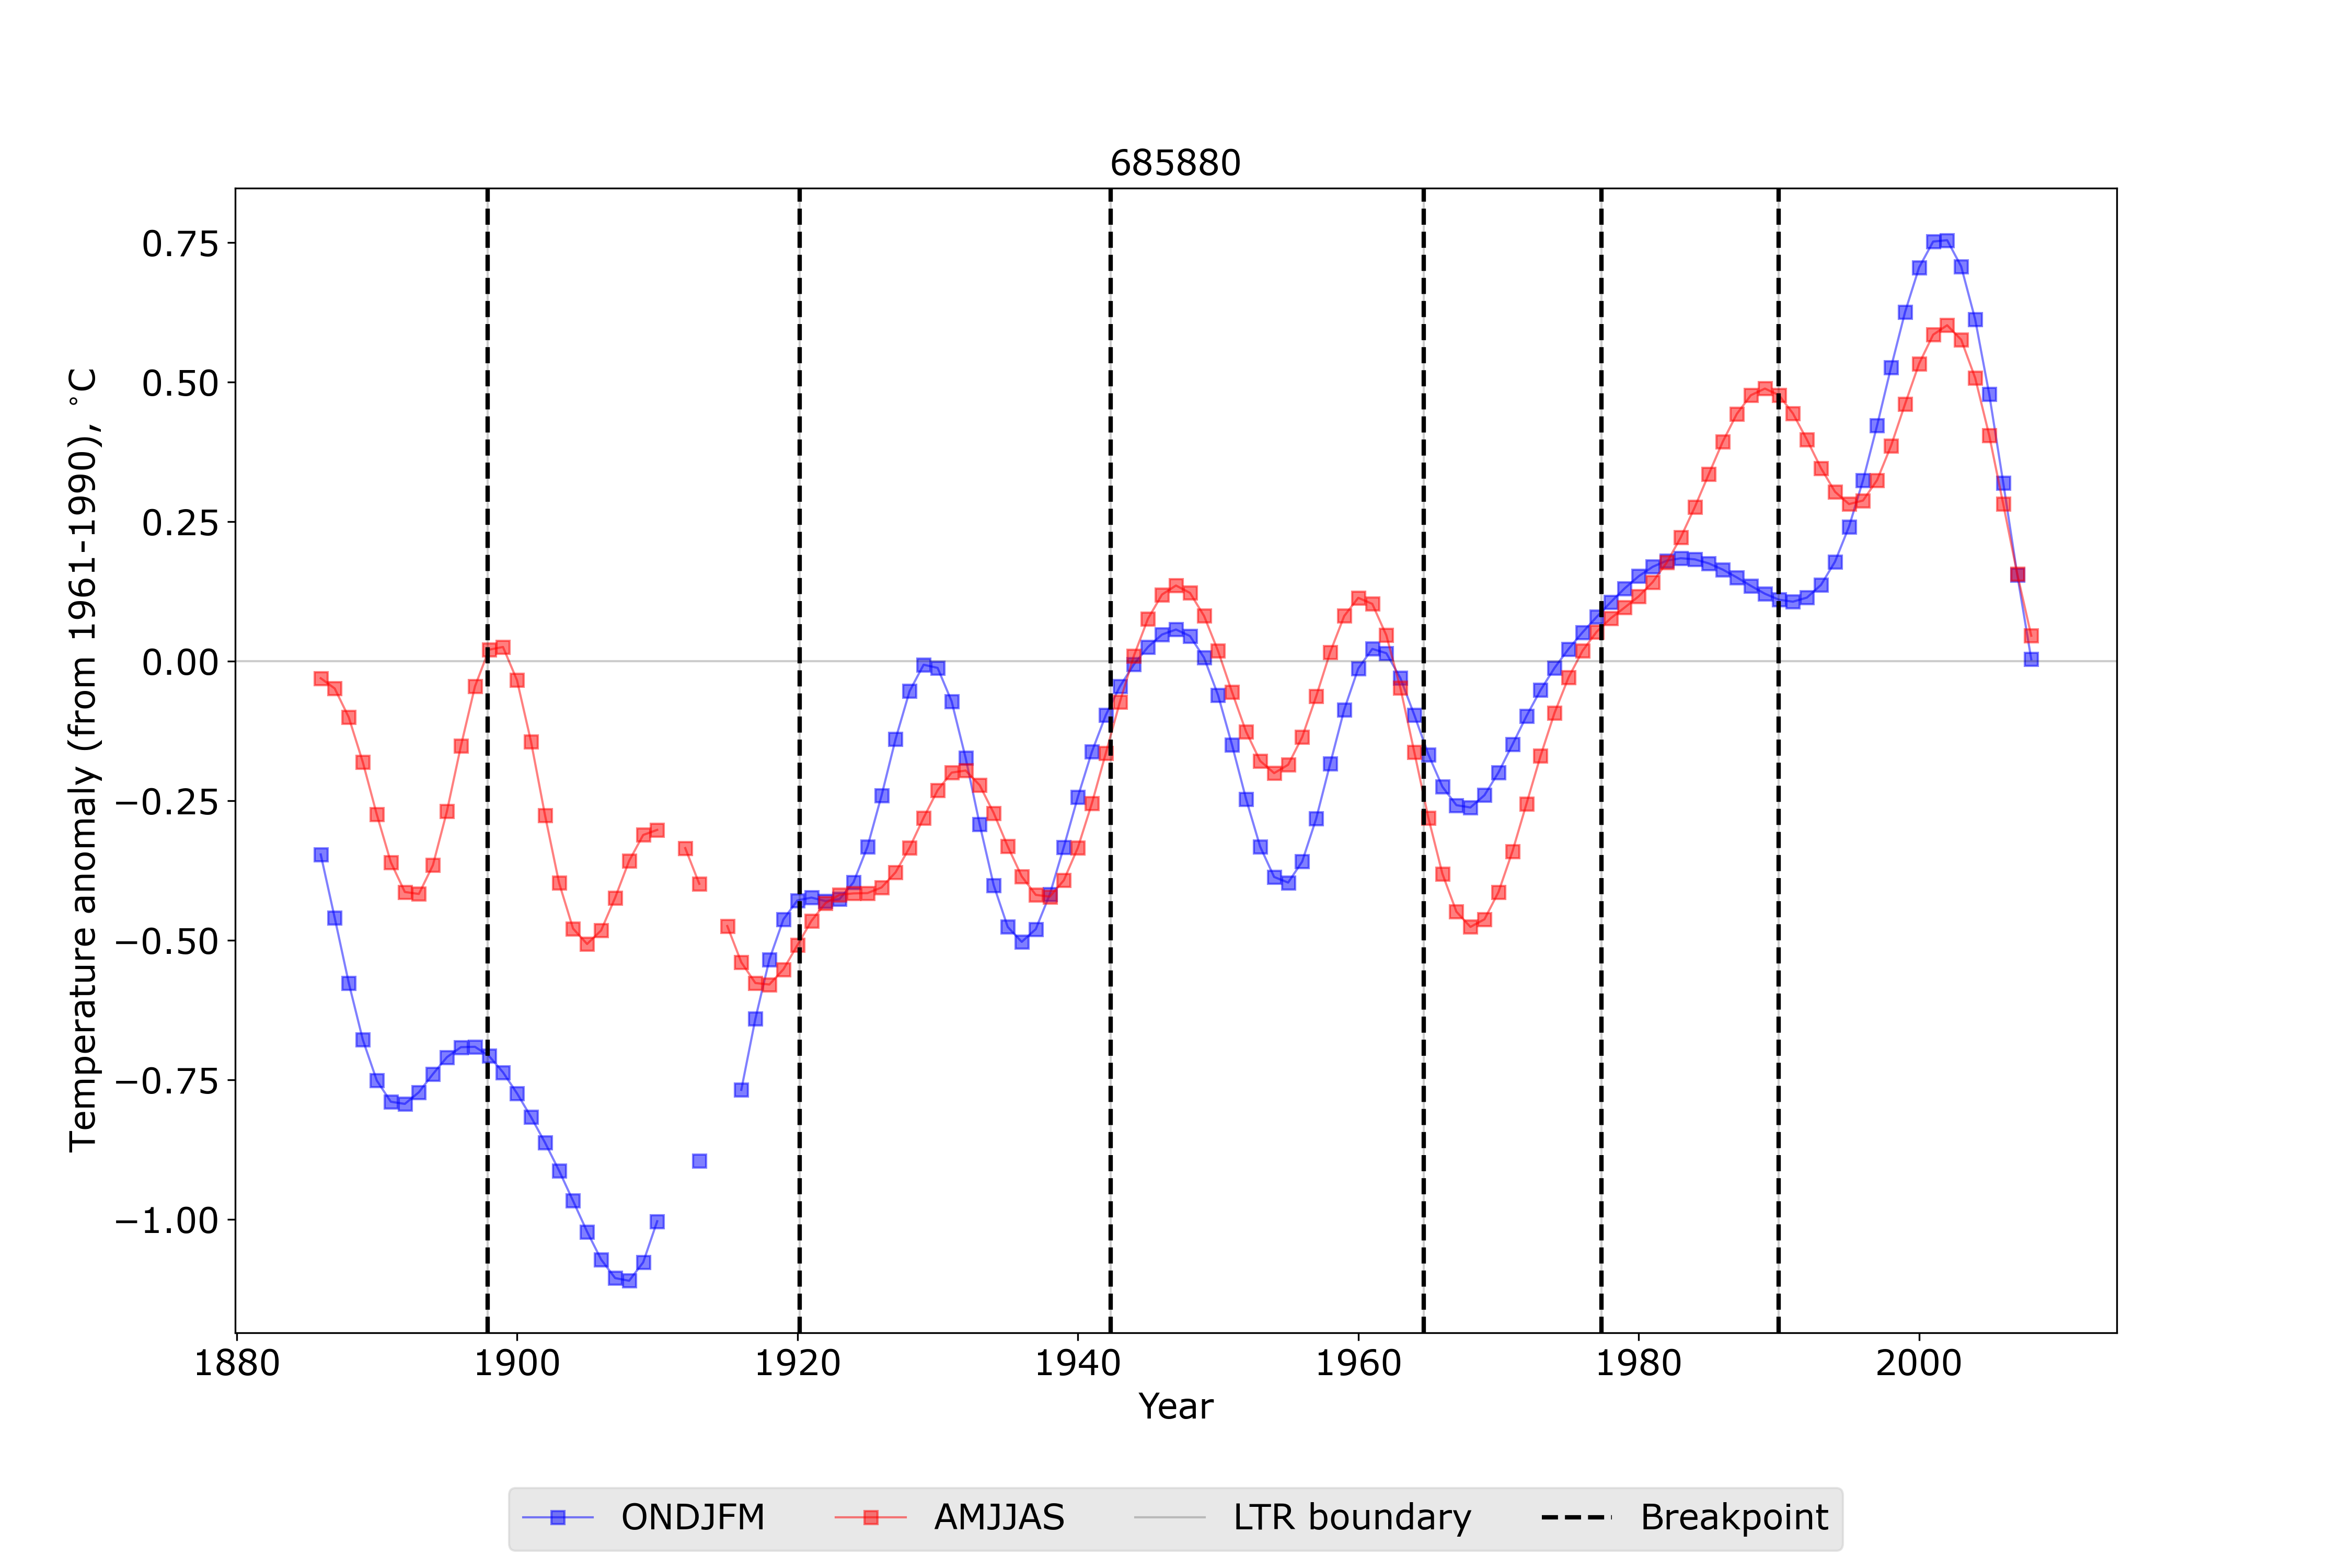 685880
Temperature anomaly (from 1961-1990), °C
0.75
0.50
0.25
0.00
−0.25
−0.50
−0.75
−1.00
1880 1900 1920 1940 1960 1980 2000
Year
ONDJFM AMJJAS LTR boundary Breakpoint